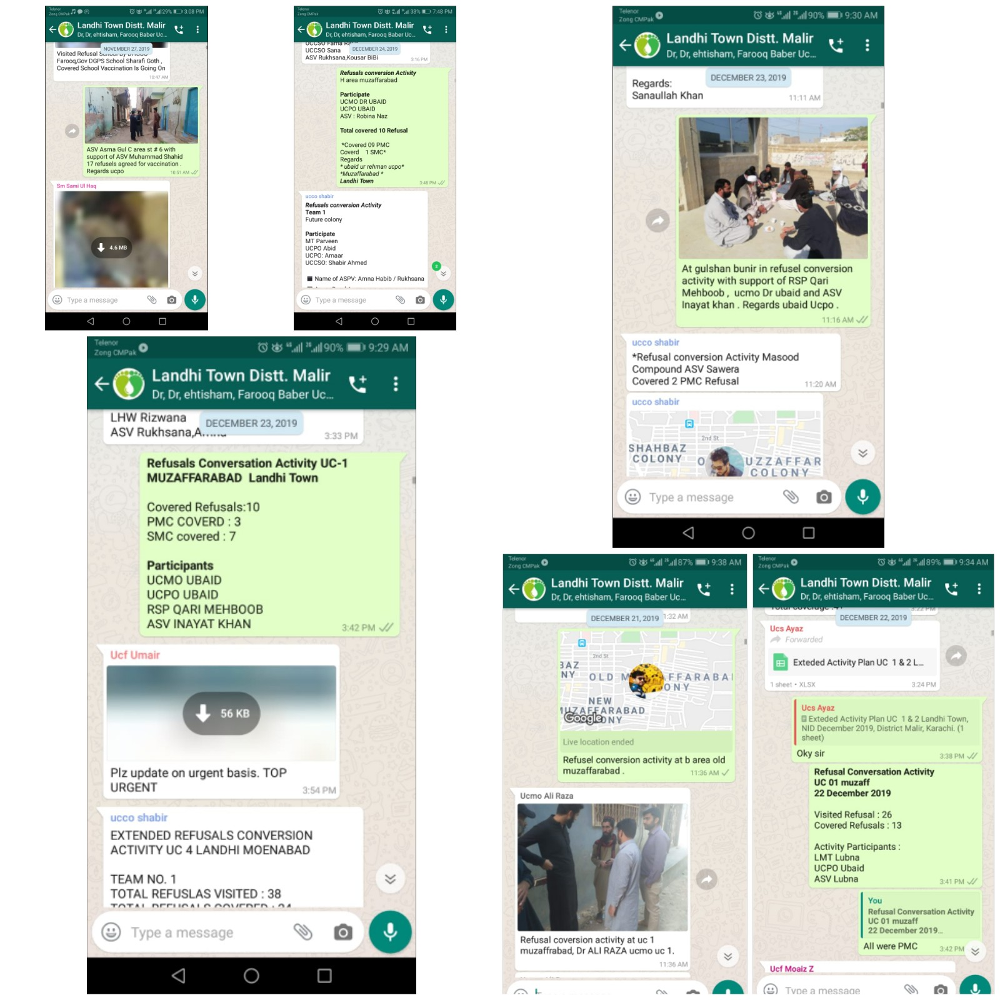 Telenor
Zong CMPak
29% 3:08 PM
Landhi Town Distt. Malir
Dr, Dr, ehtisham, Farooq Baber Uc...
NOVEMBER 27, 2019
Visited Refusal School By
Farooq,Gov DGPS School Sharafi Goth ,
Covered School Vaccination Is Going On
10:47 AM
ASV Asma Gul C area st # 6 with
support of ASV Muhammad Shahid
17 refusels agreed for vaccination .
Regards ucpo
10:51 AM
Sm Sami Ul Haq
4.6 MB
Type a message
Telenor
Zong CMPak
38% 7:48 PM
Landhi Town Distt. Malir
Dr, Dr, ehtisham, Farooq Baber Uc...
UCCSO Farha
DECEMBER 24, 2019
UCCSO Sana
ASV Rukhsana,Kousar BiBi
3:16 PM
Refusals conversion Activity
H area muzaffarabad
Participate
UCMO DR UBAID
UCPO UBAID
ASV : Robina Naz
Total covered 10 Refusal
*Covered 09 PMC
Coverd 1 SMC*
Regards
* ubaid ur rehman ucpo*
*Muzaffarabad *
Landhi Town
3:48 PM
ucco shabir
Refusals conversion Activity
Team 1
Future colony
Participate
MT Parveen
UCPO Abid
UCPO: Amaar
UCCSO: Shabir Ahmed
2
Name of ASPV: Amna Habib / Rukhsana
Type a message
Telenor
Zong CMPak
90% 9:30 AM
Landhi Town Distt. Malir
Dr, Dr, ehtisham, Farooq Baber Uc...
DECEMBER 23, 2019
Regards:
Sanaullah Khan
11:11 AM
At gulshan bunir in refusel conversion
activity with support of RSP Qari
Mehboob , ucmo Dr ubaid and ASV
Inayat khan . Regards ubaid Ucpo .
11:16 AM
ucco shabir
*Refusal conversion Activity Masood
Compound ASV Sawera
Covered 2 PMC Refusal
11:20 AM
ucco shabir
2nd St
SHAHBAZ
COLONY
O UZZAFFAR
COLONY
Type a message
Telenor
Zong CMPak
90% 9:29 AM
Landhi Town Distt. Malir
Dr, Dr, ehtisham, Farooq Baber Uc...
LHW Rizwana
DECEMBER 23, 2019
ASV Rukhsana,Amna
3:33 PM
Refusals Conversation Activity UC-1
MUZAFFARABAD Landhi Town
Covered Refusals:10
PMC COVERD : 3
SMC covered : 7
Participants
UCMO UBAID
UCPO UBAID
RSP QARI MEHBOOB
ASV INAYAT KHAN
3:42 PM
Ucf Umair
56 KB
Plz update on urgent basis. TOP
URGENT
3:54 PM
ucco shabir
EXTENDED REFUSALS CONVERSION
ACTIVITY UC 4 LANDHI MOENABAD
TEAM NO. 1
TOTAL REFUSLAS VISITED : 38
TOTAL REFUSALS COVERED : 34
Type a message
Telenor
Zong CMPak
87% 9:38 AM
Landhi Town Distt. Malir
Dr, Dr, ehtisham, Farooq Baber Uc...
DECEMBER 21, 2019
1:32 AM
2nd St
BAZ
NY
OLD M AFFARABA
ONY
NEW
MUZAFFARABAD
ONY
Google
Live location ended
Refusel conversion activity at b area old
muzaffarabad .
11:36 AM
Ucmo Ali Raza
Refusal coversion activity at uc 1
muzaffrabad, Dr ALI RAZA ucmo uc 1.
11:36 AM
Telenor
Zong CMPak
89% 9:34 AM
Landhi Town Distt. Malir
Dr, Dr, ehtisham, Farooq Baber Uc...
Total coverage :4
3:22 PM
DECEMBER 22, 2019
Ucs Ayaz
Forwarded
Exteded Activity Plan UC 1 & 2 L...
1 sheet • XLSX
3:24 PM
Ucs Ayaz
Exteded Activity Plan UC 1 & 2 Landhi Town,
NID December 2019, District Malir, Karachi. (1
sheet)
Oky sir
3:38 PM
Refusal Conversation Activity
UC 01 muzaff
22 December 2019
Visited Refusal : 26
Covered Refusals : 13
Activity Participants :
LMT Lubna
UCPO Ubaid
ASV Lubna
3:41 PM
You
Refusal Conversation Activity
UC 01 muzaff
22 December 2019...
All were PMC
3:42 PM
Ucf Moaiz Z
Type a message